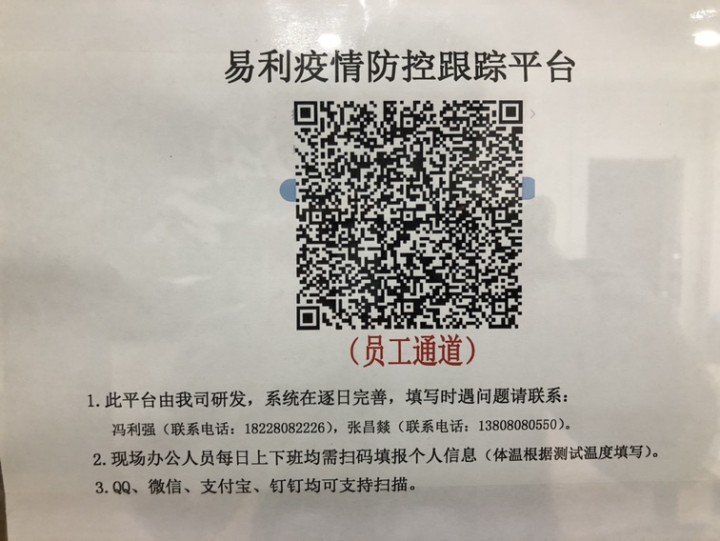 易利疫情防控跟踪平台
（员工通道）
1. 此平台由我司研发，系统在逐日完善，填写时遇问题请联系：
冯利强（联系电话：18228082226），张昌燚（联系电话：13808080550）。
2. 现场办公人员每日上下班均需扫码填报个人信息（体温根据测试温度填写）。
3. QQ、微信、支付宝、钉钉均可支持扫描。